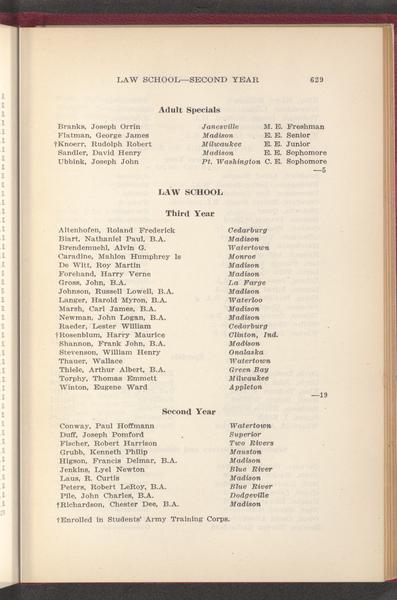 LAW SCHOOL—SECOND YEAR 629
Adult Specials
Branks, Joseph Orrin Janesville M. E. Freshman
Flatman, George James Madison E. E. Senior
†Knoerr, Rudolph Robert Milwaukee E. E. Junior
Sandler, David Henry Madison E. E. Sophomore
Ubbink, Joseph John Pt. Washington C. E. Sophomore
—5
LAW SCHOOL
Third Year
Altenhofen, Roland Frederick Cedarburg
Blart, Nathaniel Paul, B.A. Madison
Brendemuehl, Alvin G. Watertown
Caradine, Mahlon Humphrey le Monroe
De Witt, Roy Martin Madison
Forehand, Harry Verne Madison
Gross, John, B.A. La Farge
Johnson, Russell Lowell, B.A. Madison
Langer, Harold Myron, B.A. Waterloo
Marsh, Carl James, B.A. Madison
Newman, John Logan, B.A. Madison
Raeder, Lester William Cedarburg
†Rosenblum, Harry Maurice Clinton, Ind.
Shannon, Frank John, B.A. Madison
Stevenson, William Henry Onalaska
Thauer, Wallace Watertown
Thiele, Arthur Albert, B.A. Green Bay
Torphy, Thomas Emmett Milwaukee
Winton, Eugene Ward Appleton
—19
Second Year
Conway, Paul Hoffmann Watertown
Duff, Joseph Pomford Superior
Fischer, Robert Harrison Two Rivers
Grubb, Kenneth Philip Mauston
Higson, Francis Delmar, B.A. Madison
Jenkins, Lyel Newton Blue River
Laus, R. Curtis Madison
Peters, Robert LeRoy, B.A. Blue River
Pile, John Charles, B.A. Dodgeville
†Richardson, Chester Dee, B.A. Madison
†Enrolled in Students' Army Training Corps.